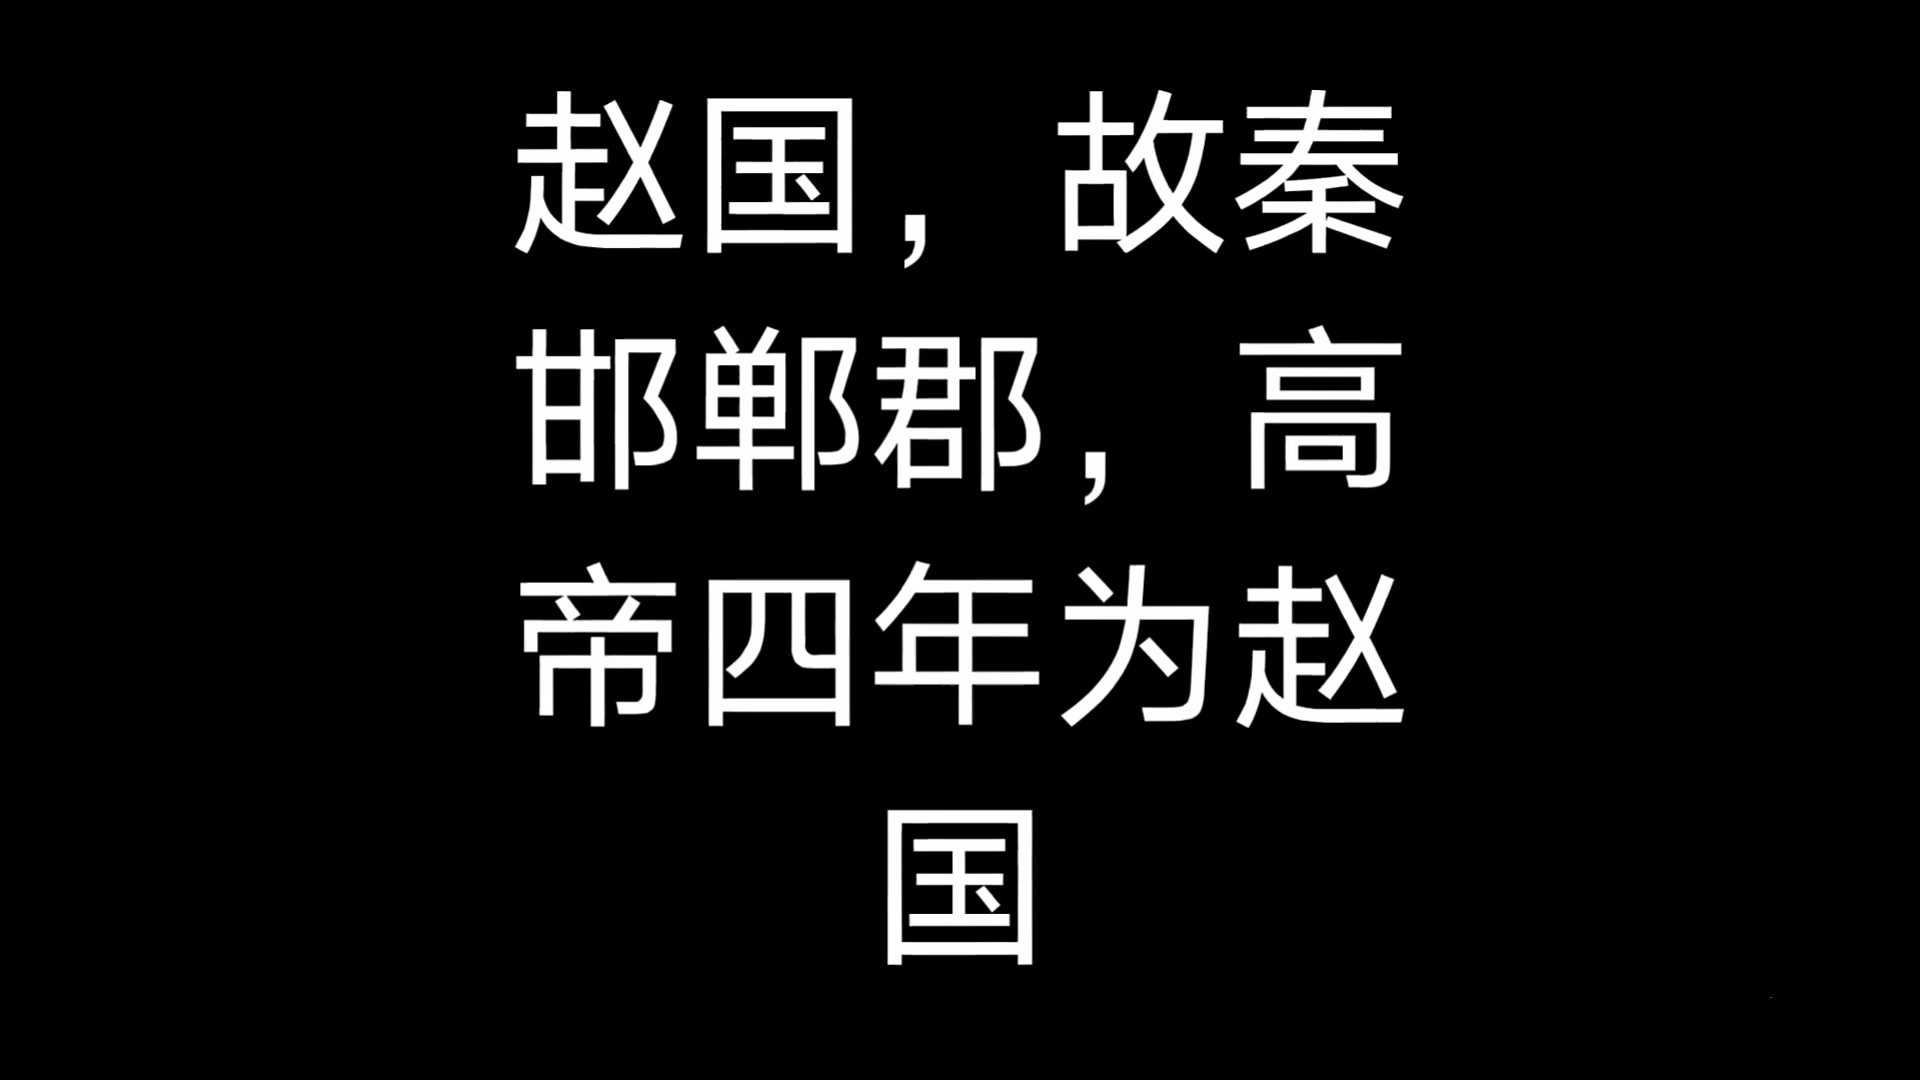 赵国，故秦
邯郸郡，高
帝四年为赵
国